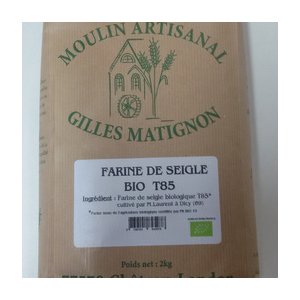 MOULIN ARTISANAL
GILLES MATIGNON
FARINE DE SEIGLE
BIO T85
Ingrédient : Farine de seigle biologique T85*
cultivé par M.Laurent à Dicy (89)
Poids net : 2kg